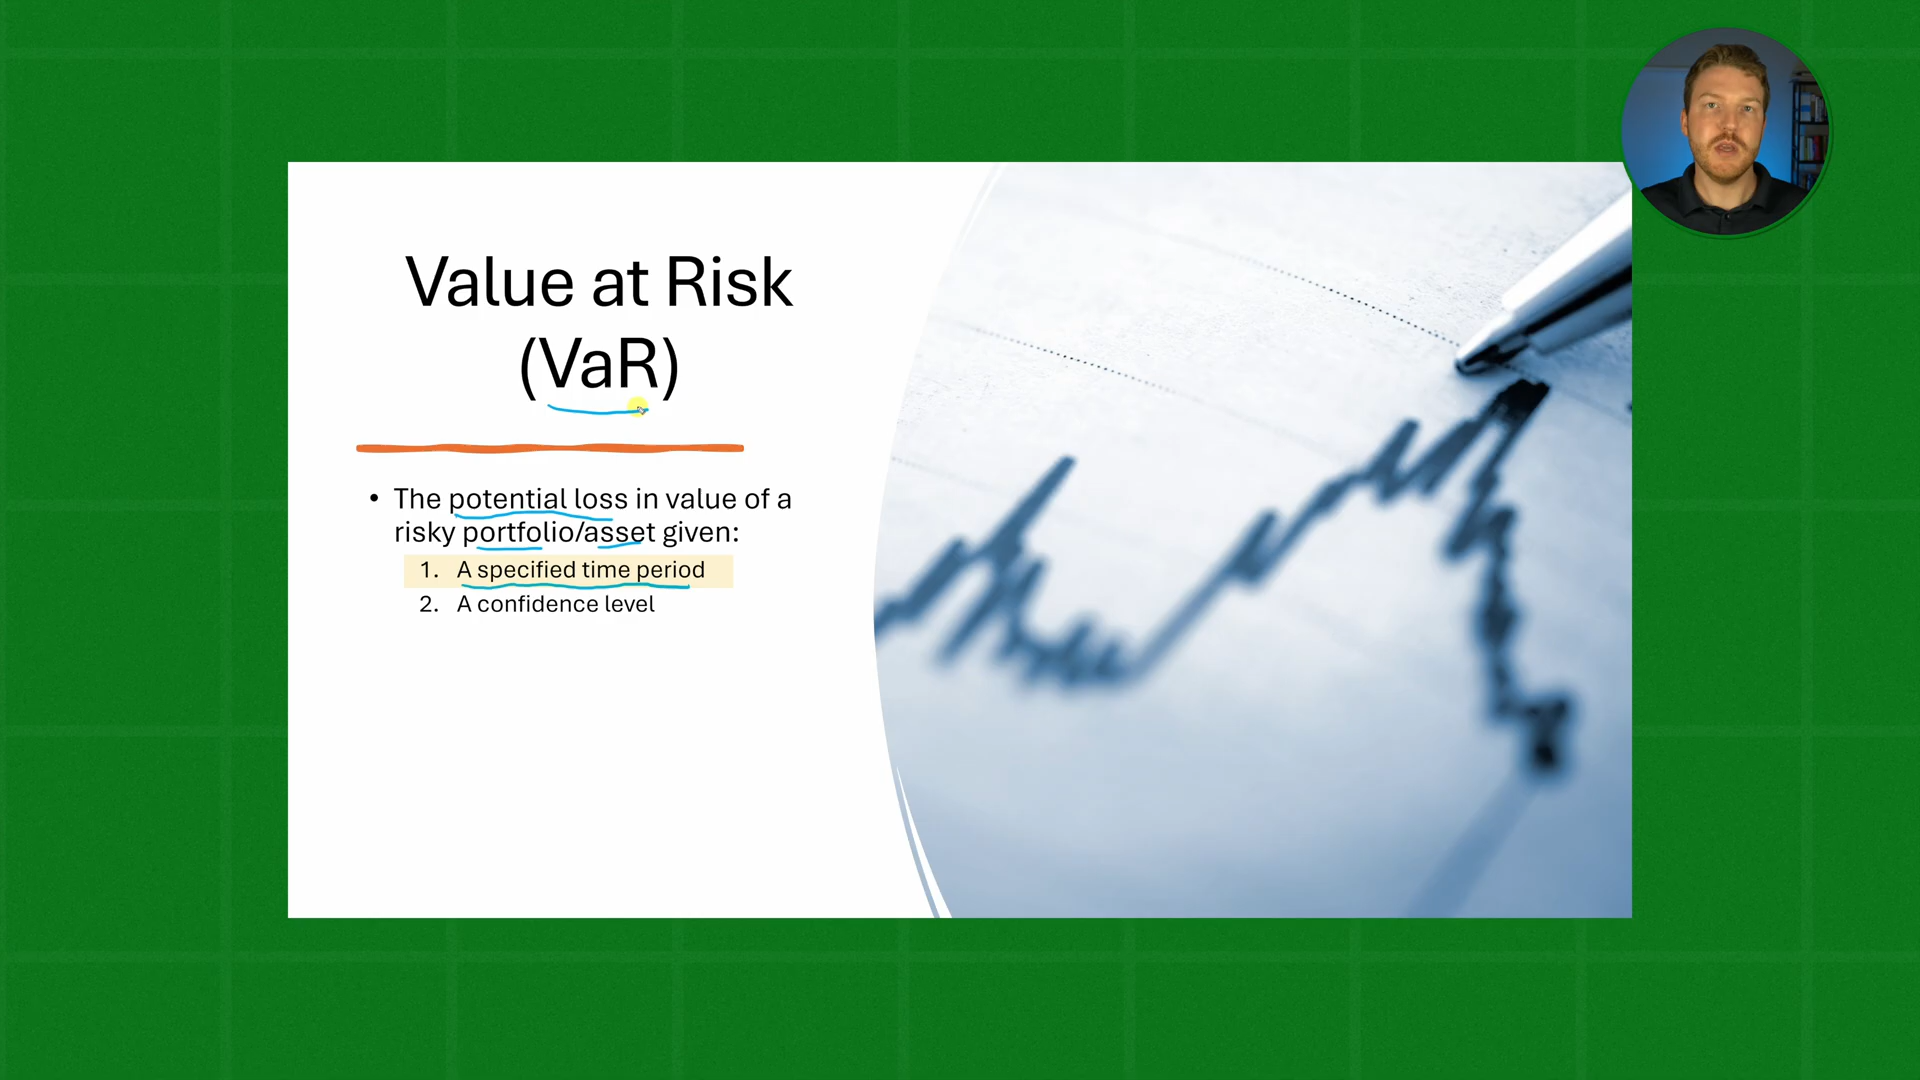 Value at Risk
(VaR)
• The potential loss in value of a
risky portfolio/asset given:
1. A specified time period
2. A confidence level